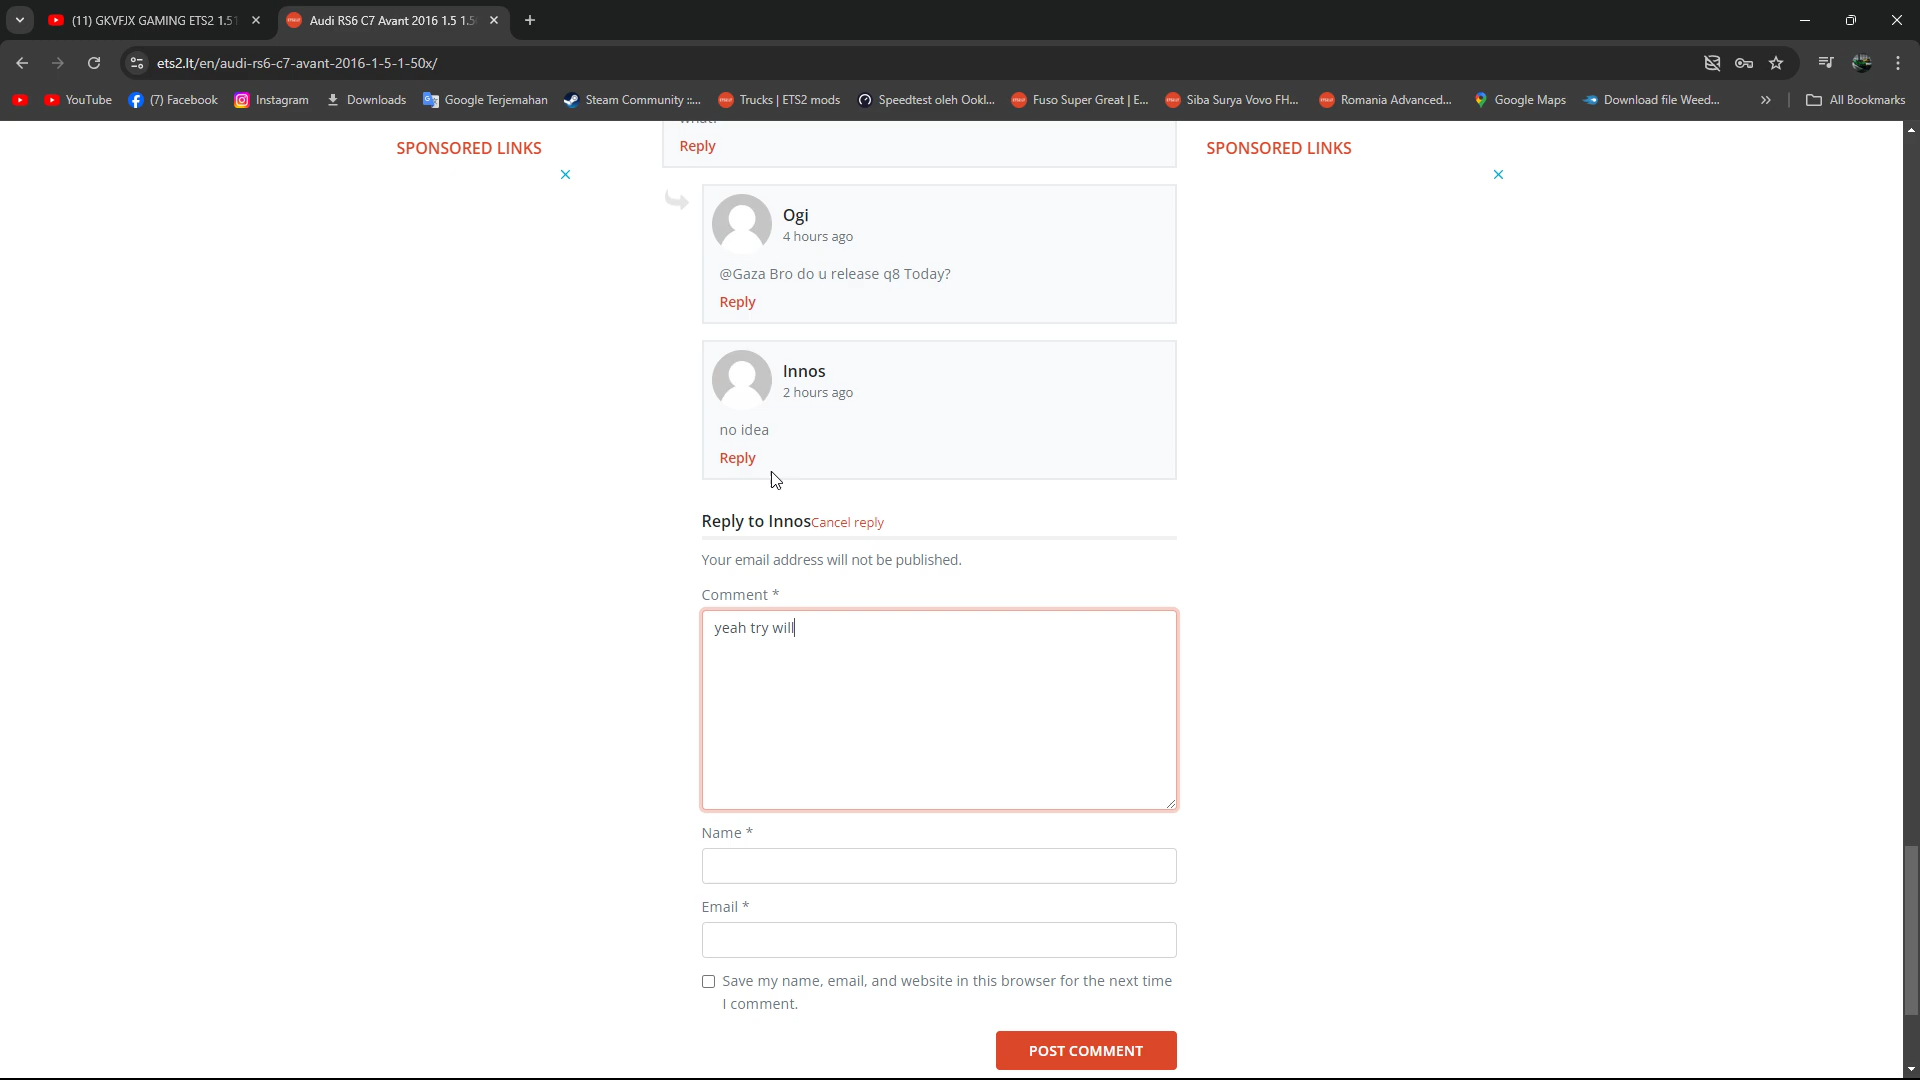 (11) GKVFJX GAMING ETS2 1.51
Audi RS6 C7 Avant 2016 1.5 1.5
ets2.lt/en/audi-rs6-c7-avant-2016-1-5-1-50x/
YouTube
(7) Facebook
Instagram
Downloads
Google Terjemahan
Steam Community ::...
Trucks | ETS2 mods
Speedtest oleh Ookl...
Fuso Super Great | E...
Siba Surya Vovo FH...
Romania Advanced...
Google Maps
Download file Weed...
»
All Bookmarks
SPONSORED LINKS
SPONSORED LINKS
Reply
Ogi
4 hours ago
@Gaza Bro do u release q8 Today?
Reply
Innos
2 hours ago
no idea
Reply
Reply to InnosCancel reply
Your email address will not be published.
Comment *
yeah try will
Name *
Email *
Save my name, email, and website in this browser for the next time
I comment.
POST COMMENT